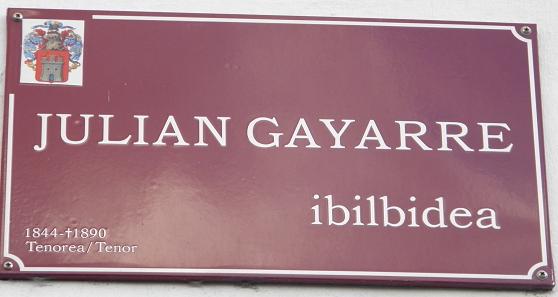 JULIAN GAYARRE
ibilbidea
1844-†1890
Tenorea/Tenor